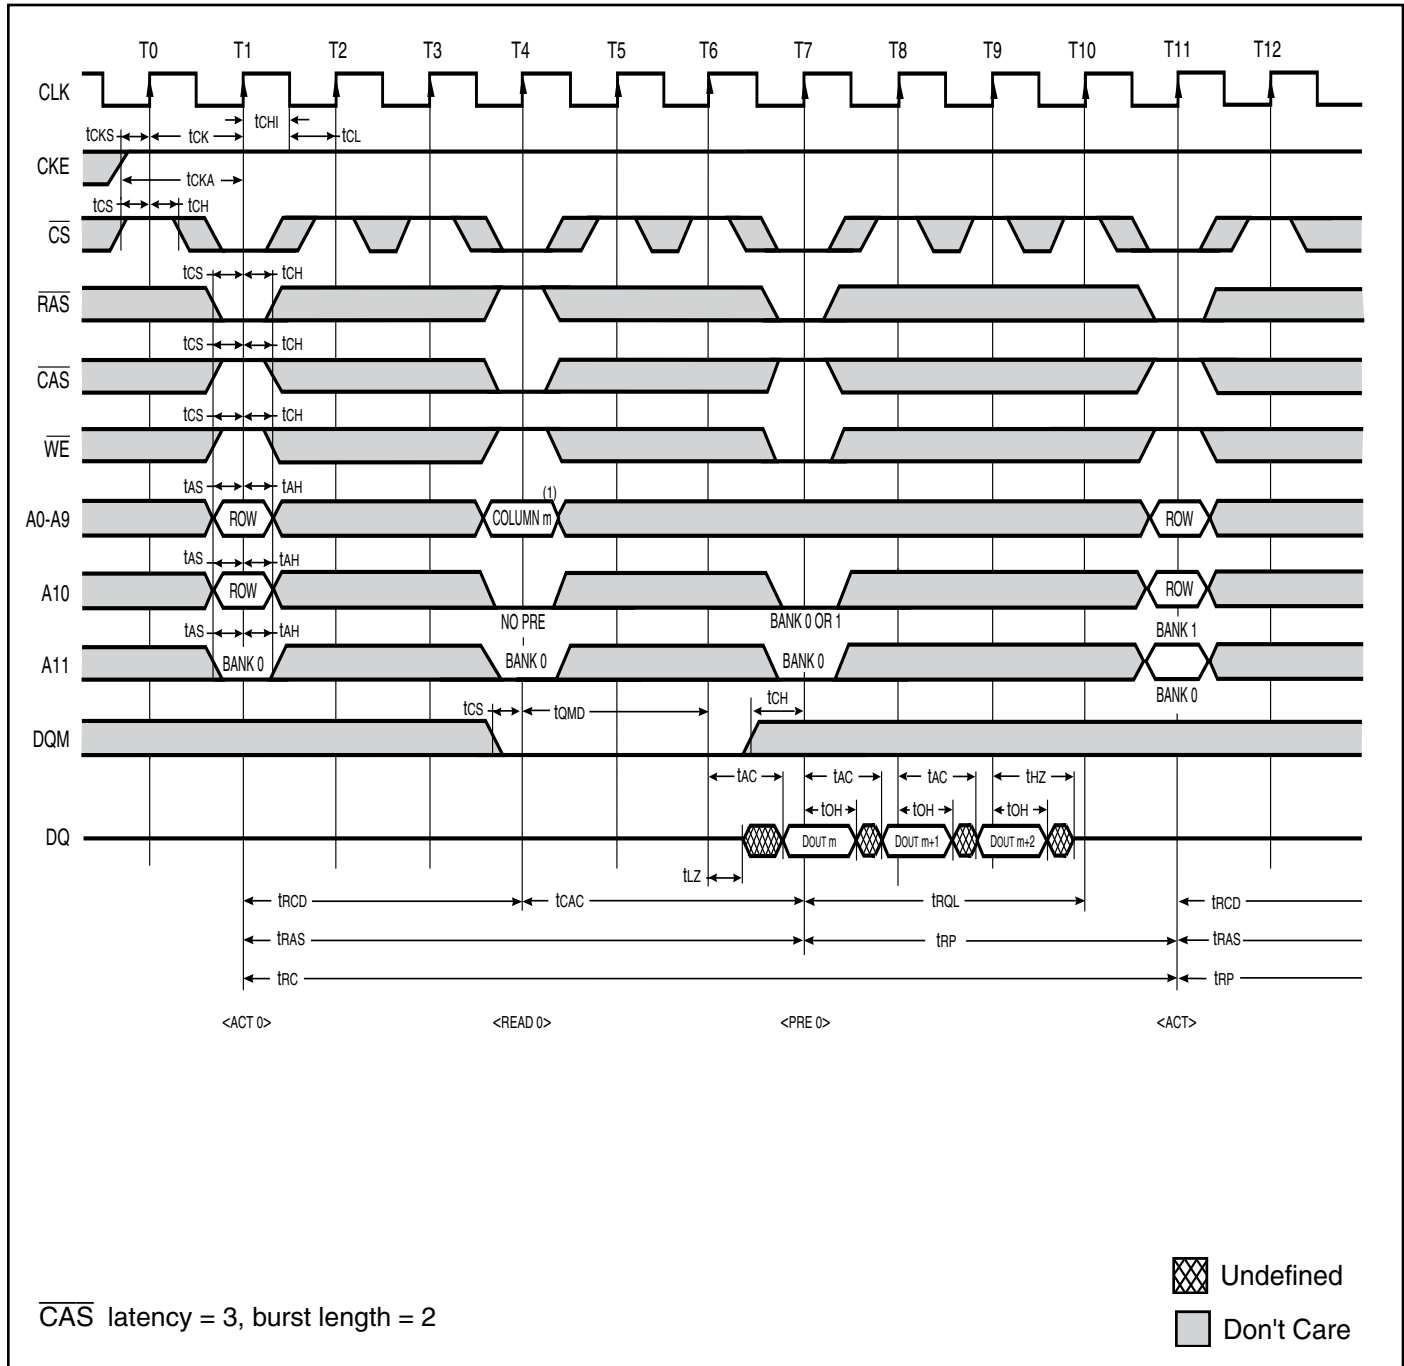 T0 T1 T2 T3 T4 T5 T6 T7 T8 T9 T10 T11 T12
CLK
tCHI
tCKS tCK tCL
CKE
tCKA
tCS tCH
CS
tCS tCH
RAS
tCS tCH
CAS
tCS tCH
WE
tAS tAH
(1)
A0-A9 ROW COLUMN m ROW
tAS tAH
A10 ROW ROW
NO PRE BANK 0 OR 1
tAS tAH BANK 1
A11 BANK 0 BANK 0 BANK 0
BANK 0
tCS tQMD tCH
DQM
tAC tAC tAC tHZ
tOH tOH tOH
DQ DOUT m DOUT m+1 DOUT m+2
tLZ
tRCD tCAC tRQL tRCD
tRAS tRP tRAS
tRC tRP
<ACT 0> <READ 0> <PRE 0> <ACT>
Undefined
CAS latency = 3, burst length = 2
Don't Care